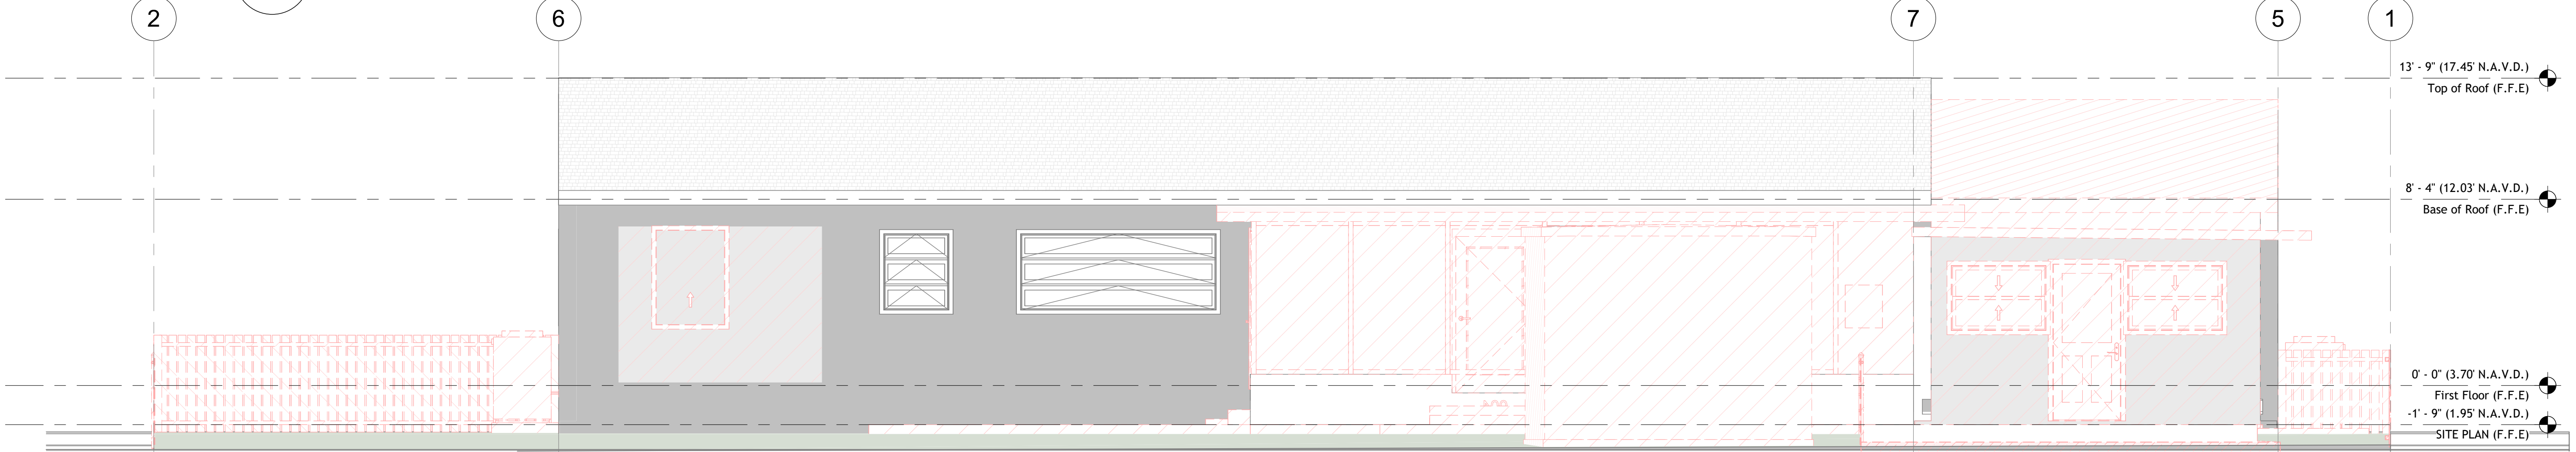 2
6
7
5
1
13' - 9" (17.45' N.A.V.D.)
Top of Roof (F.F.E)
8' - 4" (12.03' N.A.V.D.)
Base of Roof (F.F.E)
0' - 0" (3.70' N.A.V.D.)
First Floor (F.F.E)
-1' - 9" (1.95' N.A.V.D.)
SITE PLAN (F.F.E)